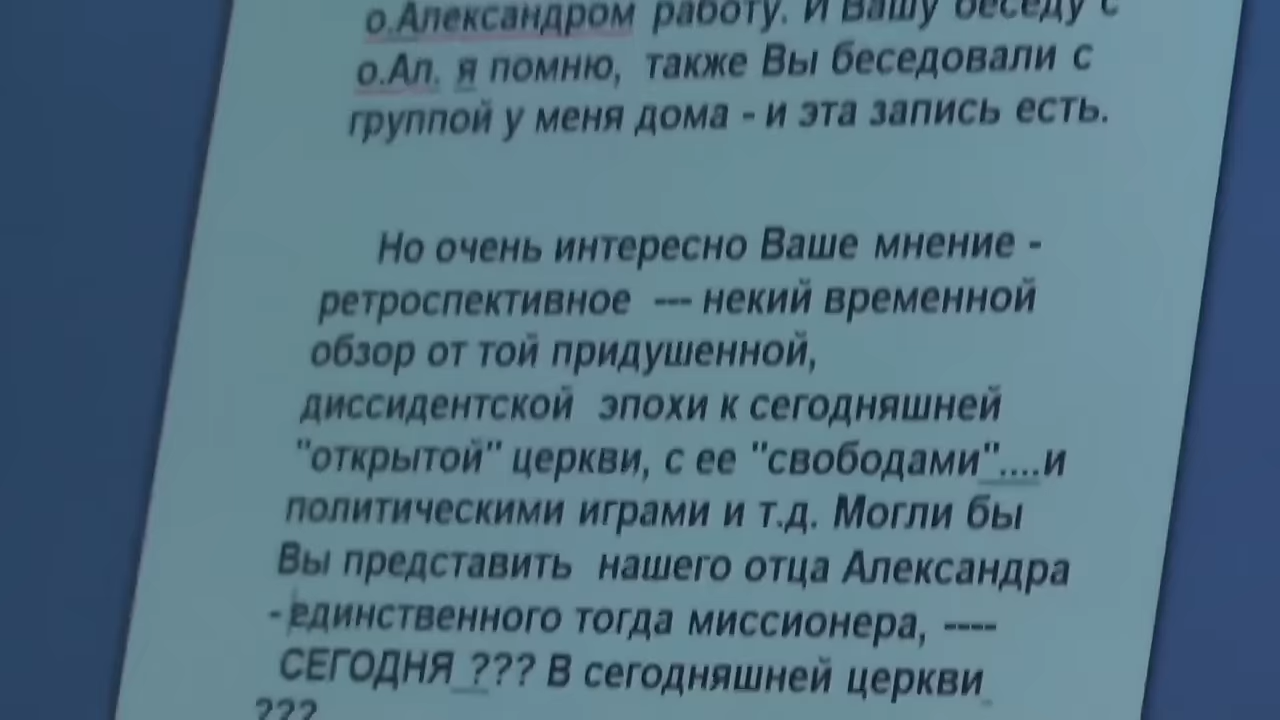 о.Александром работу. И Вашу беседу с
о.Ал. я помню, также Вы беседовали с
группой у меня дома - и эта запись есть.
Но очень интересно Ваше мнение -
ретроспективное --- некий временной
обзор от той придушенной,
диссидентской эпохи к сегодняшней
"открытой" церкви, с ее "свободами"....и
политическими играми и т.д. Могли бы
Вы представить нашего отца Александра
- единственного тогда миссионера, ----
СЕГОДНЯ ??? В сегодняшней церкви
???